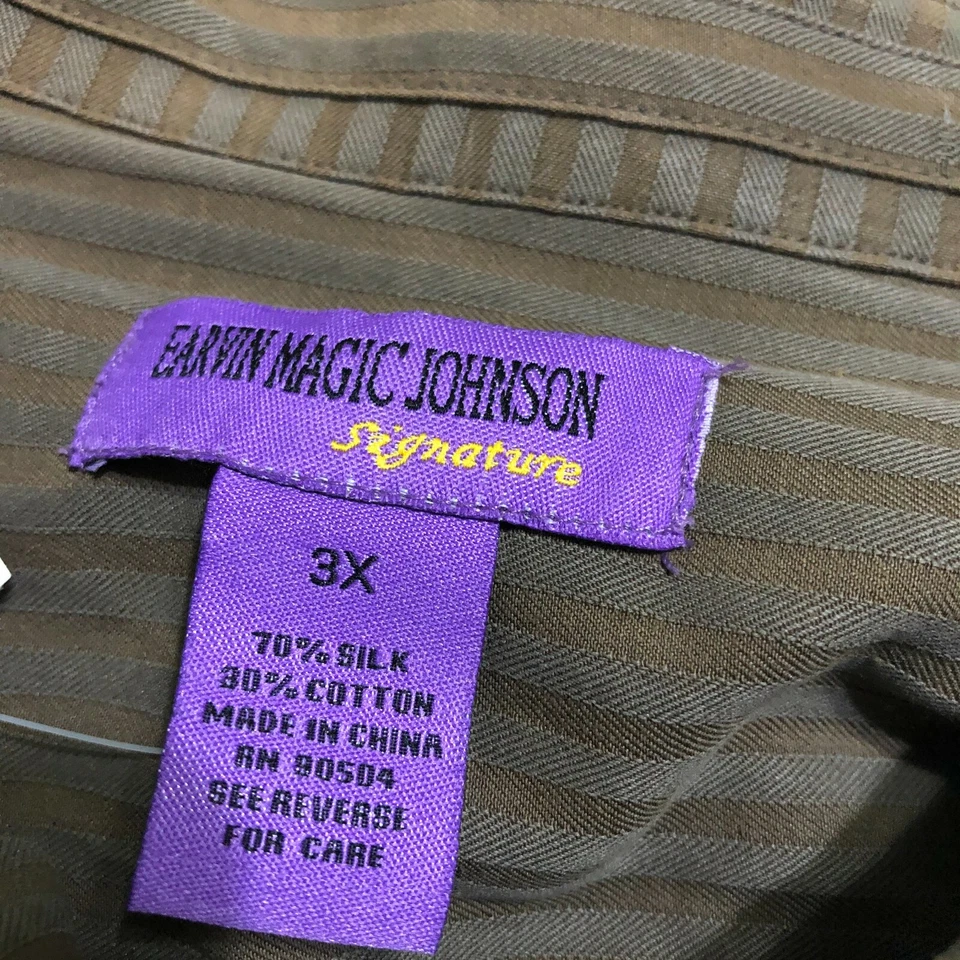 EARVIN MAGIC JOHNSON
Signature
3X
70% SILK
30% COTTON
MADE IN CHINA
RN 90504
SEE REVERSE
FOR CARE